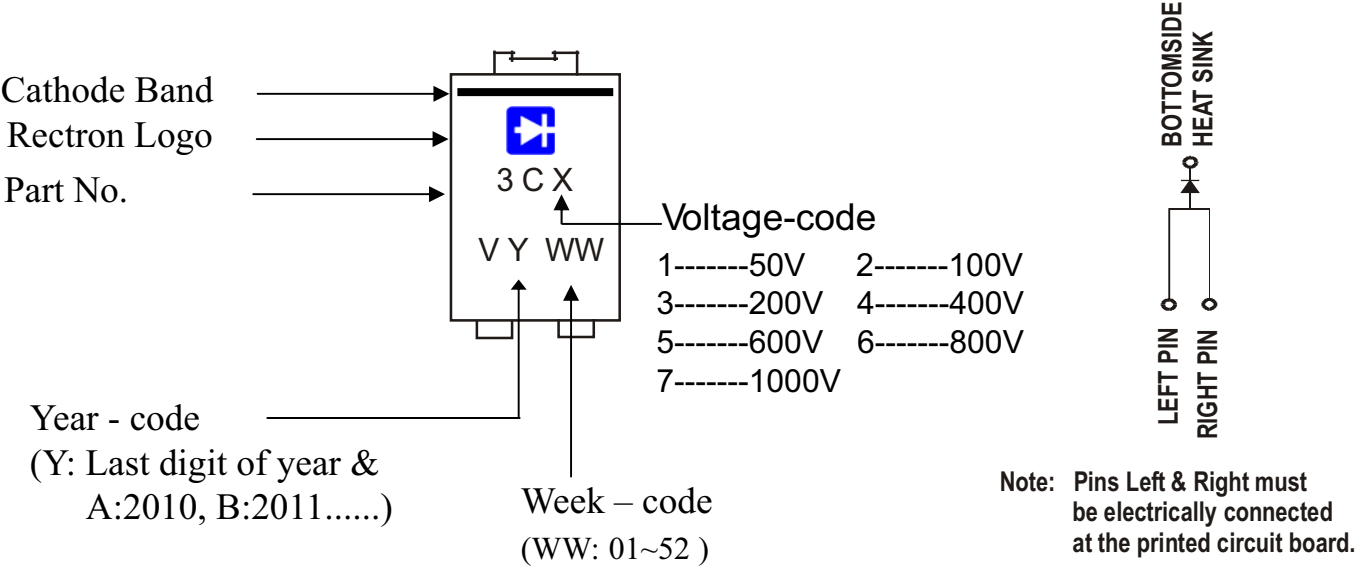 Cathode Band
Rectron Logo
Part No.
3 C X
Voltage-code
V Y WW
1-------50V 2-------100V
3-------200V 4-------400V
5-------600V 6-------800V
7-------1000V
Year - code
(Y: Last digit of year &
A:2010, B:2011......)
Week – code
(WW: 01~52 )
BOTTOMSIDE
HEAT SINK
LEFT PIN
RIGHT PIN
Note: Pins Left & Right must
be electrically connected
at the printed circuit board.